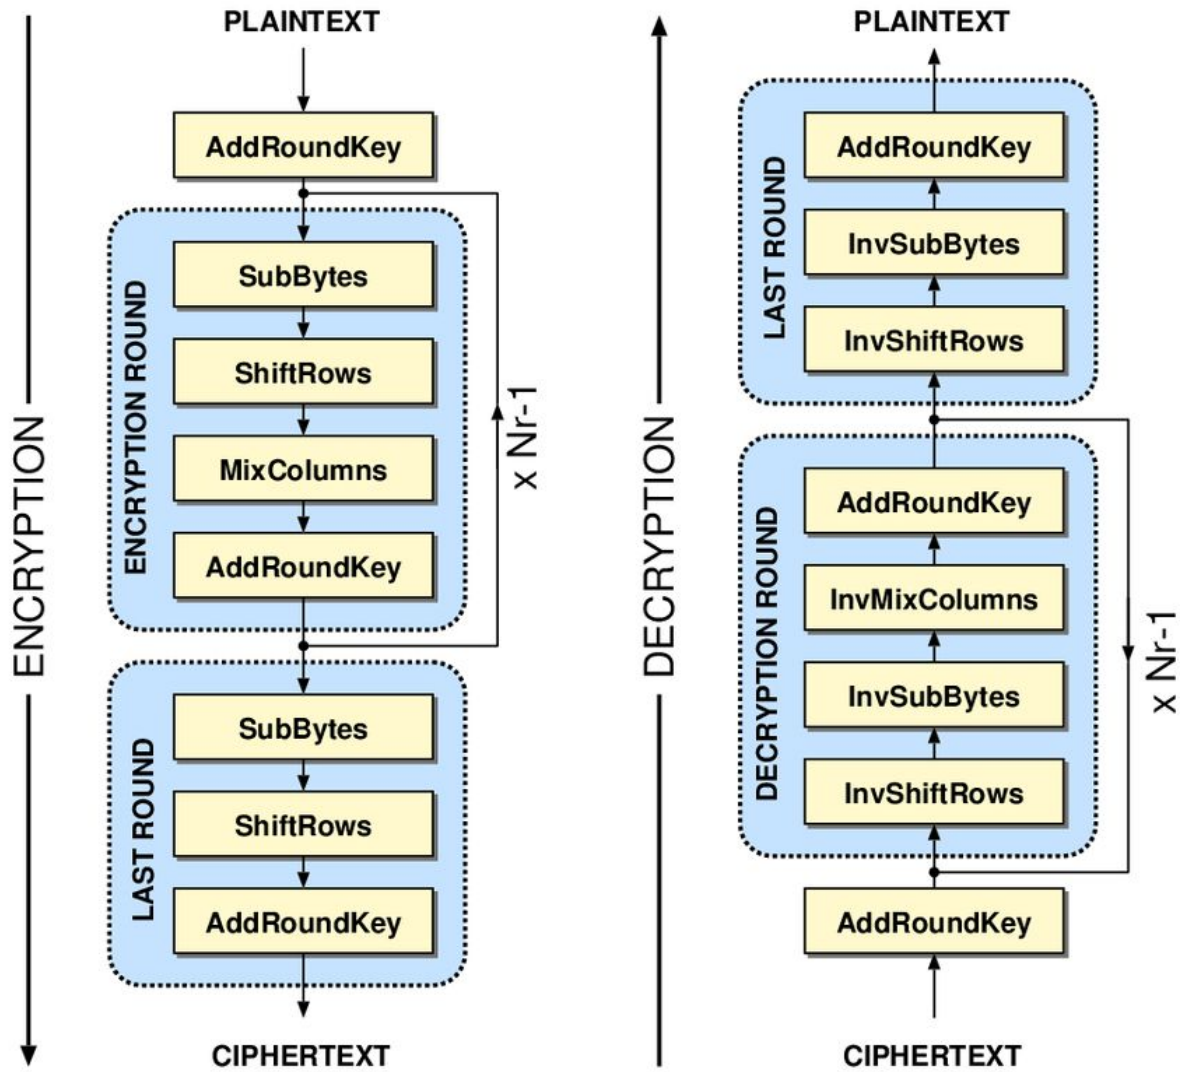 PLAINTEXT
AddRoundKey
ENCRYPTION ROUND
SubBytes
ShiftRows
MixColumns
AddRoundKey
x Nr-1
ENCRYPTION
LAST ROUND
SubBytes
ShiftRows
AddRoundKey
CIPHERTEXT
PLAINTEXT
LAST ROUND
AddRoundKey
InvSubBytes
InvShiftRows
DECRYPTION
DECRYPTION ROUND
AddRoundKey
InvMixColumns
InvSubBytes
InvShiftRows
x Nr-1
AddRoundKey
CIPHERTEXT